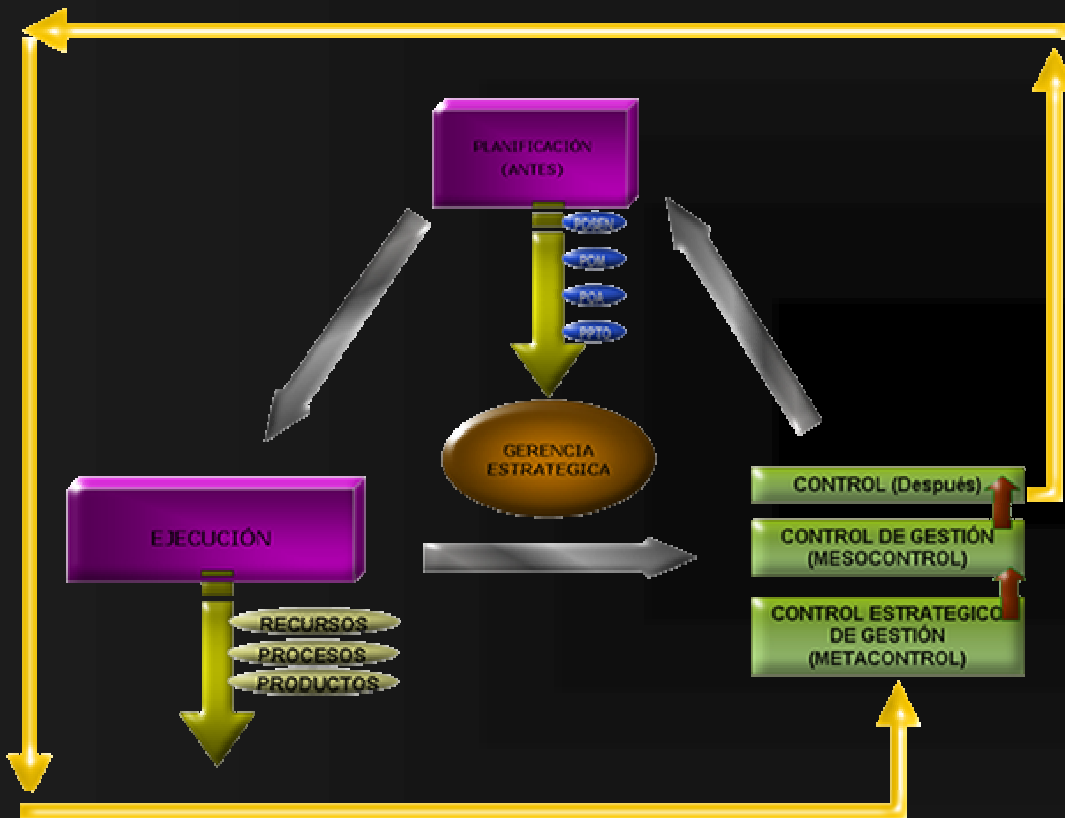 PLANIFICACIÓN
(ANTES)
PDSEN
POM
POA
PPTO
GERENCIA
ESTRATEGICA
EJECUCIÓN
RECURSOS
PROCESOS
PRODUCTOS
CONTROL (Después)
CONTROL DE GESTIÓN
(MESOCONTROL)
CONTROL ESTRATEGICO
DE GESTIÓN
(METACONTROL)